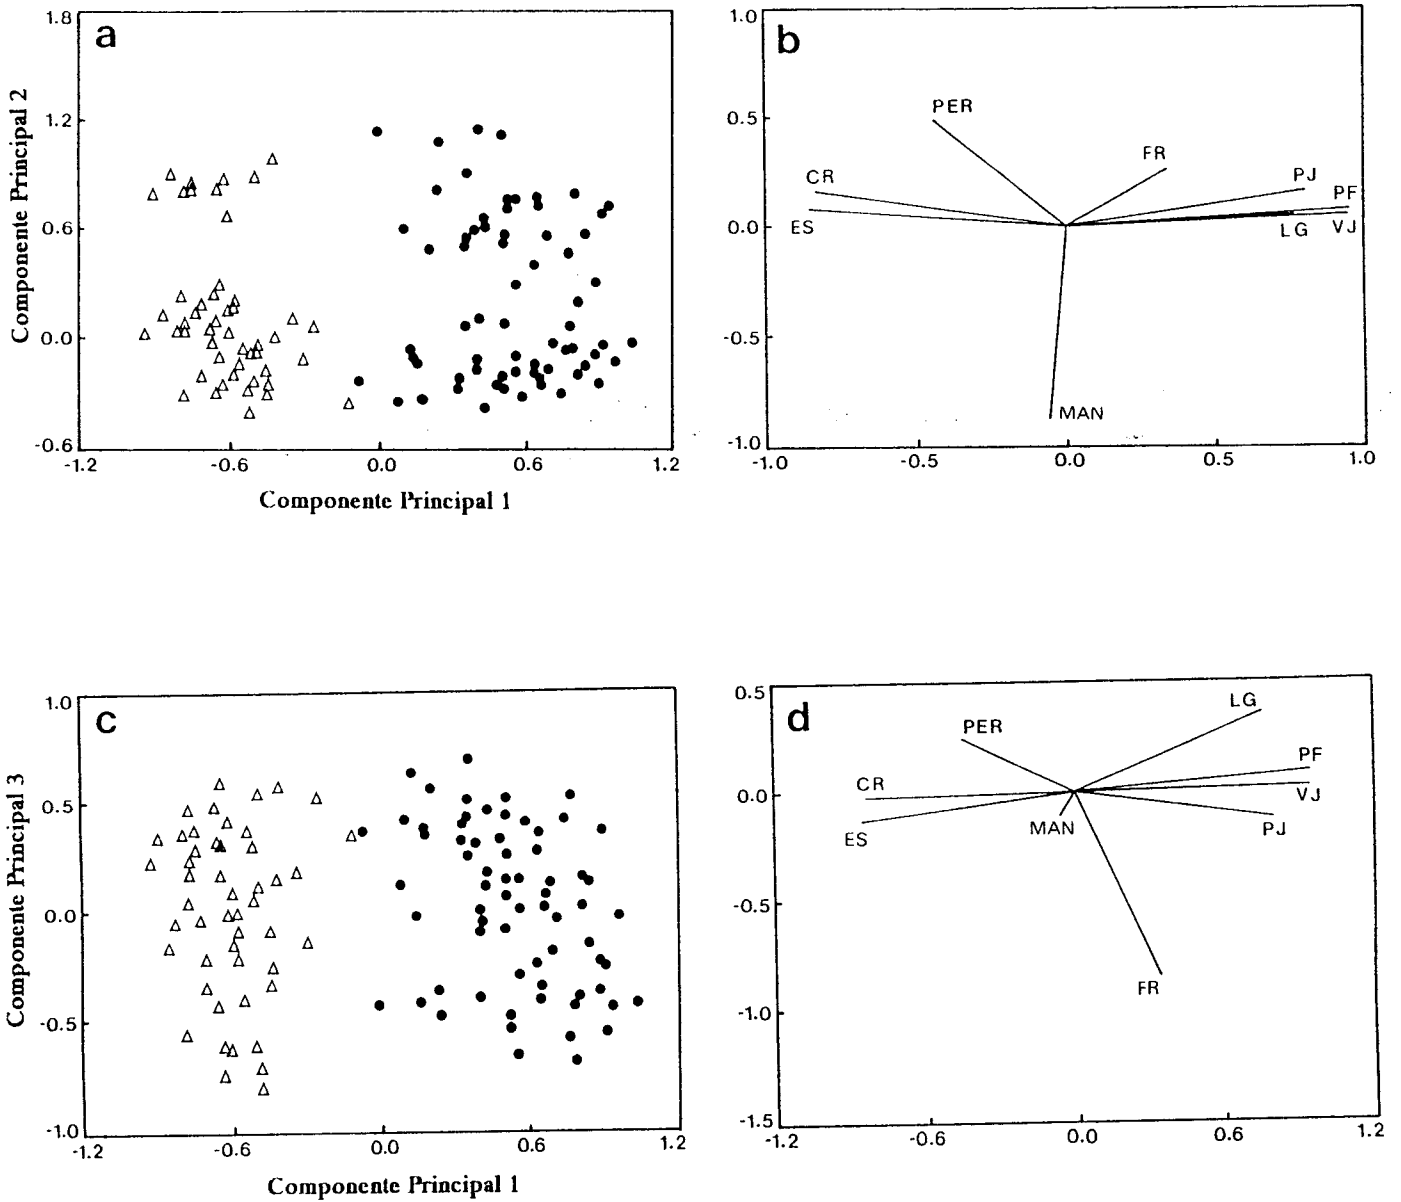 a
1.8
1.2
0.6
0.0
-0.6
-1.2
-0.6
0.0
0.6
1.2
Componente Principal 2
Componente Principal 1
b
1.0
0.5
0.0
-0.5
-1.0
-1.0
-0.5
0.0
0.5
1.0
PER
FR
CR
PJ
PF
ES
LG
VJ
MAN
c
1.0
0.5
0.0
-0.5
-1.0
-1.2
-0.6
0.0
0.6
1.2
Componente Principal 3
Componente Principal 1
d
0.5
0.0
-0.5
-1.0
-1.5
-1.2
-0.6
0.0
0.6
1.2
LG
PER
PF
CR
VJ
MAN
PJ
ES
FR